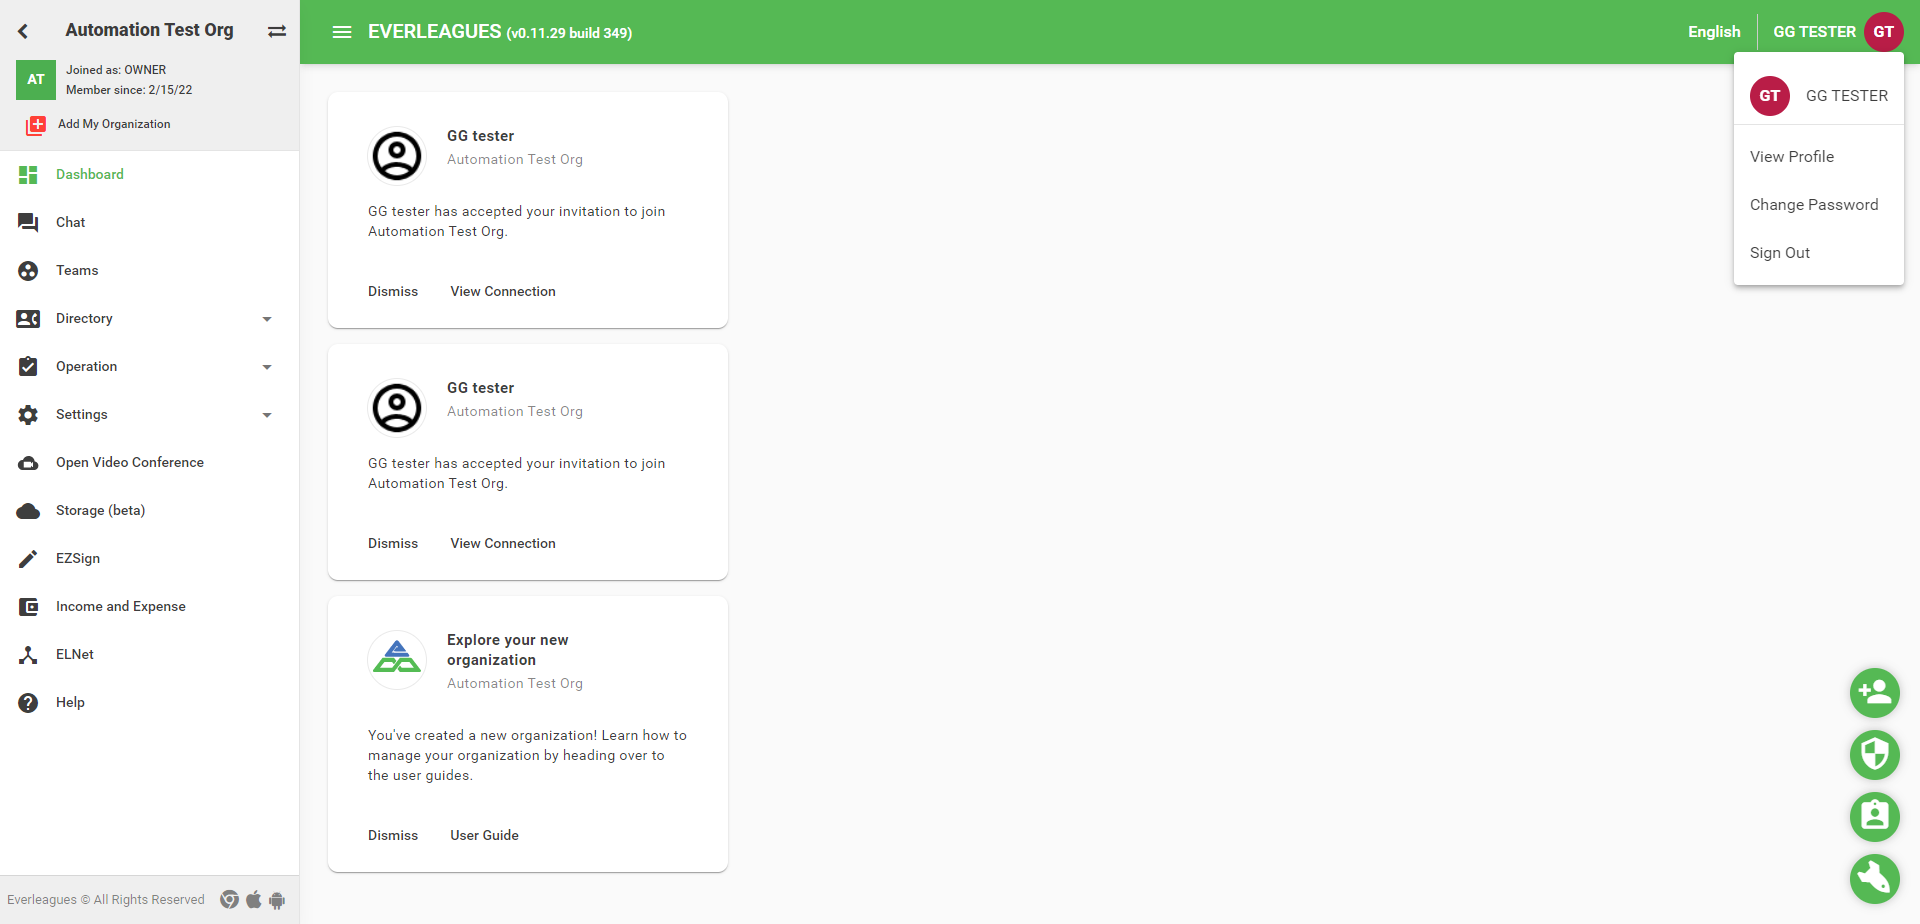 Automation Test Org
AT
Joined as: OWNER
Member since: 2/15/22
Add My Organization
Dashboard
Chat
Teams
Directory
Operation
Settings
Open Video Conference
Storage (beta)
EZSign
Income and Expense
ELNet
Help
Everleagues © All Rights Reserved
EVERLEAGUES (v0.11.29 build 349)
English
GG TESTER
GT
GT
GG TESTER
View Profile
Change Password
Sign Out
GG tester
Automation Test Org
GG tester has accepted your invitation to join
Automation Test Org.
Dismiss
View Connection
GG tester
Automation Test Org
GG tester has accepted your invitation to join
Automation Test Org.
Dismiss
View Connection
Explore your new
organization
Automation Test Org
You've created a new organization! Learn how to
manage your organization by heading over to
the user guides.
Dismiss
User Guide